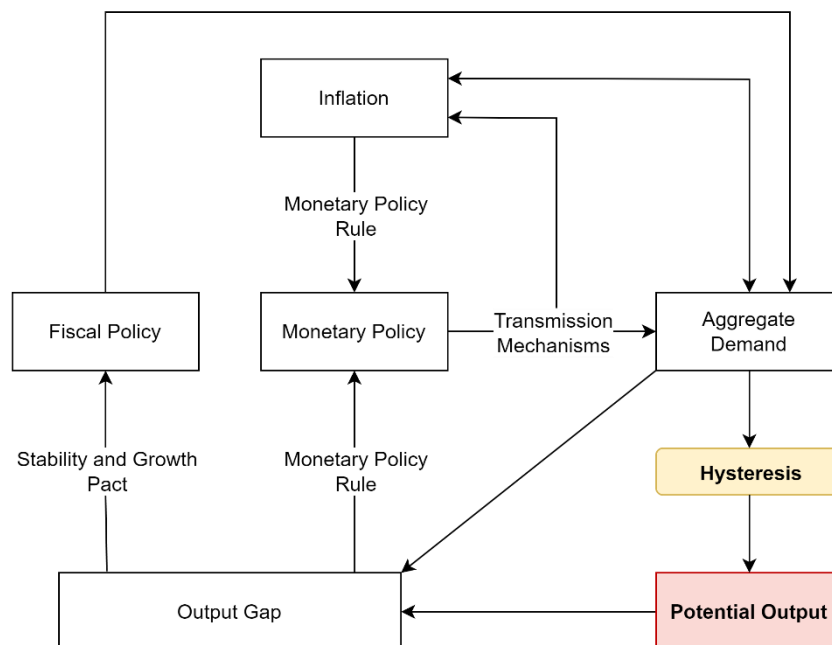 Inflation
Monetary Policy
Rule
Fiscal Policy
Monetary Policy
Transmission
Mechanisms
Aggregate
Demand
Stability and Growth
Pact
Monetary Policy
Rule
Hysteresis
Output Gap
Potential Output